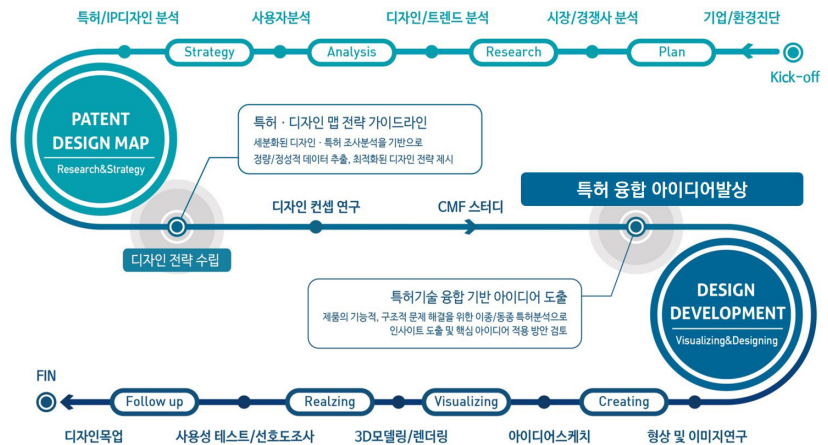 특허/IP디자인 분석
사용자분석
디자인/트렌드 분석
시장/경쟁사 분석
기업/환경진단
Strategy
Analysis
Research
Plan
Kick-off
PATENT
DESIGN MAP
Research&Strategy
특허 · 디자인 맵 전략 가이드라인
세분화된 디자인 · 특허 조사분석을 기반으로
정량/정성적 데이터 추출, 최적화된 디자인 전략 제시
특허 융합 아이디어발상
디자인 컨셉 연구
CMF 스터디
디자인 전략 수립
특허기술 융합 기반 아이디어 도출
제품의 기능적, 구조적 문제 해결을 위한 이종/동종 특허분석으로
인사이트 도출 및 핵심 아이디어 적용 방안 검토
DESIGN
DEVELOPMENT
Visualizing&Designing
FIN
Follow up
Realzing
Visualizing
Creating
디자인목업
사용성 테스트/선호도조사
3D모델링/렌더링
아이디어스케치
형상 및 이미지연구